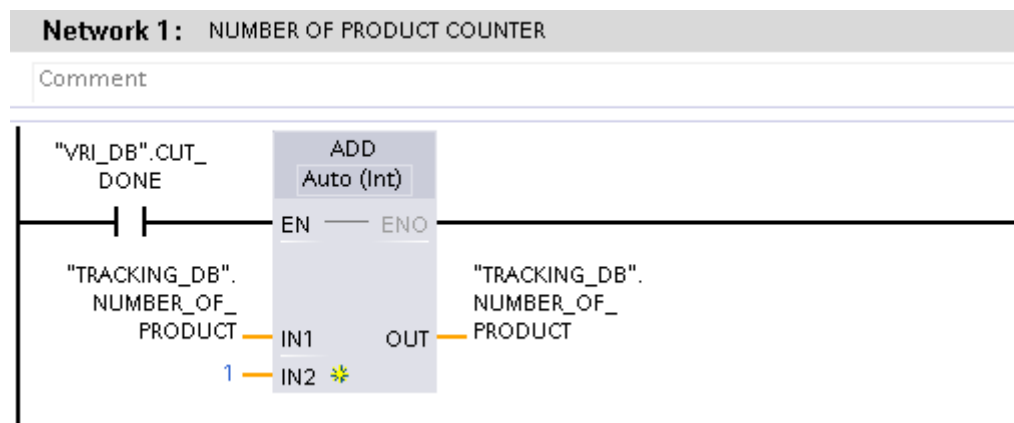 Network 1: NUMBER OF PRODUCT COUNTER
Comment
"VRI_DB".CUT_
DONE
ADD
Auto (Int)
EN ENO
"TRACKING_DB".
NUMBER_OF_
PRODUCT
IN1
OUT
"TRACKING_DB".
NUMBER_OF_
PRODUCT
1
IN2